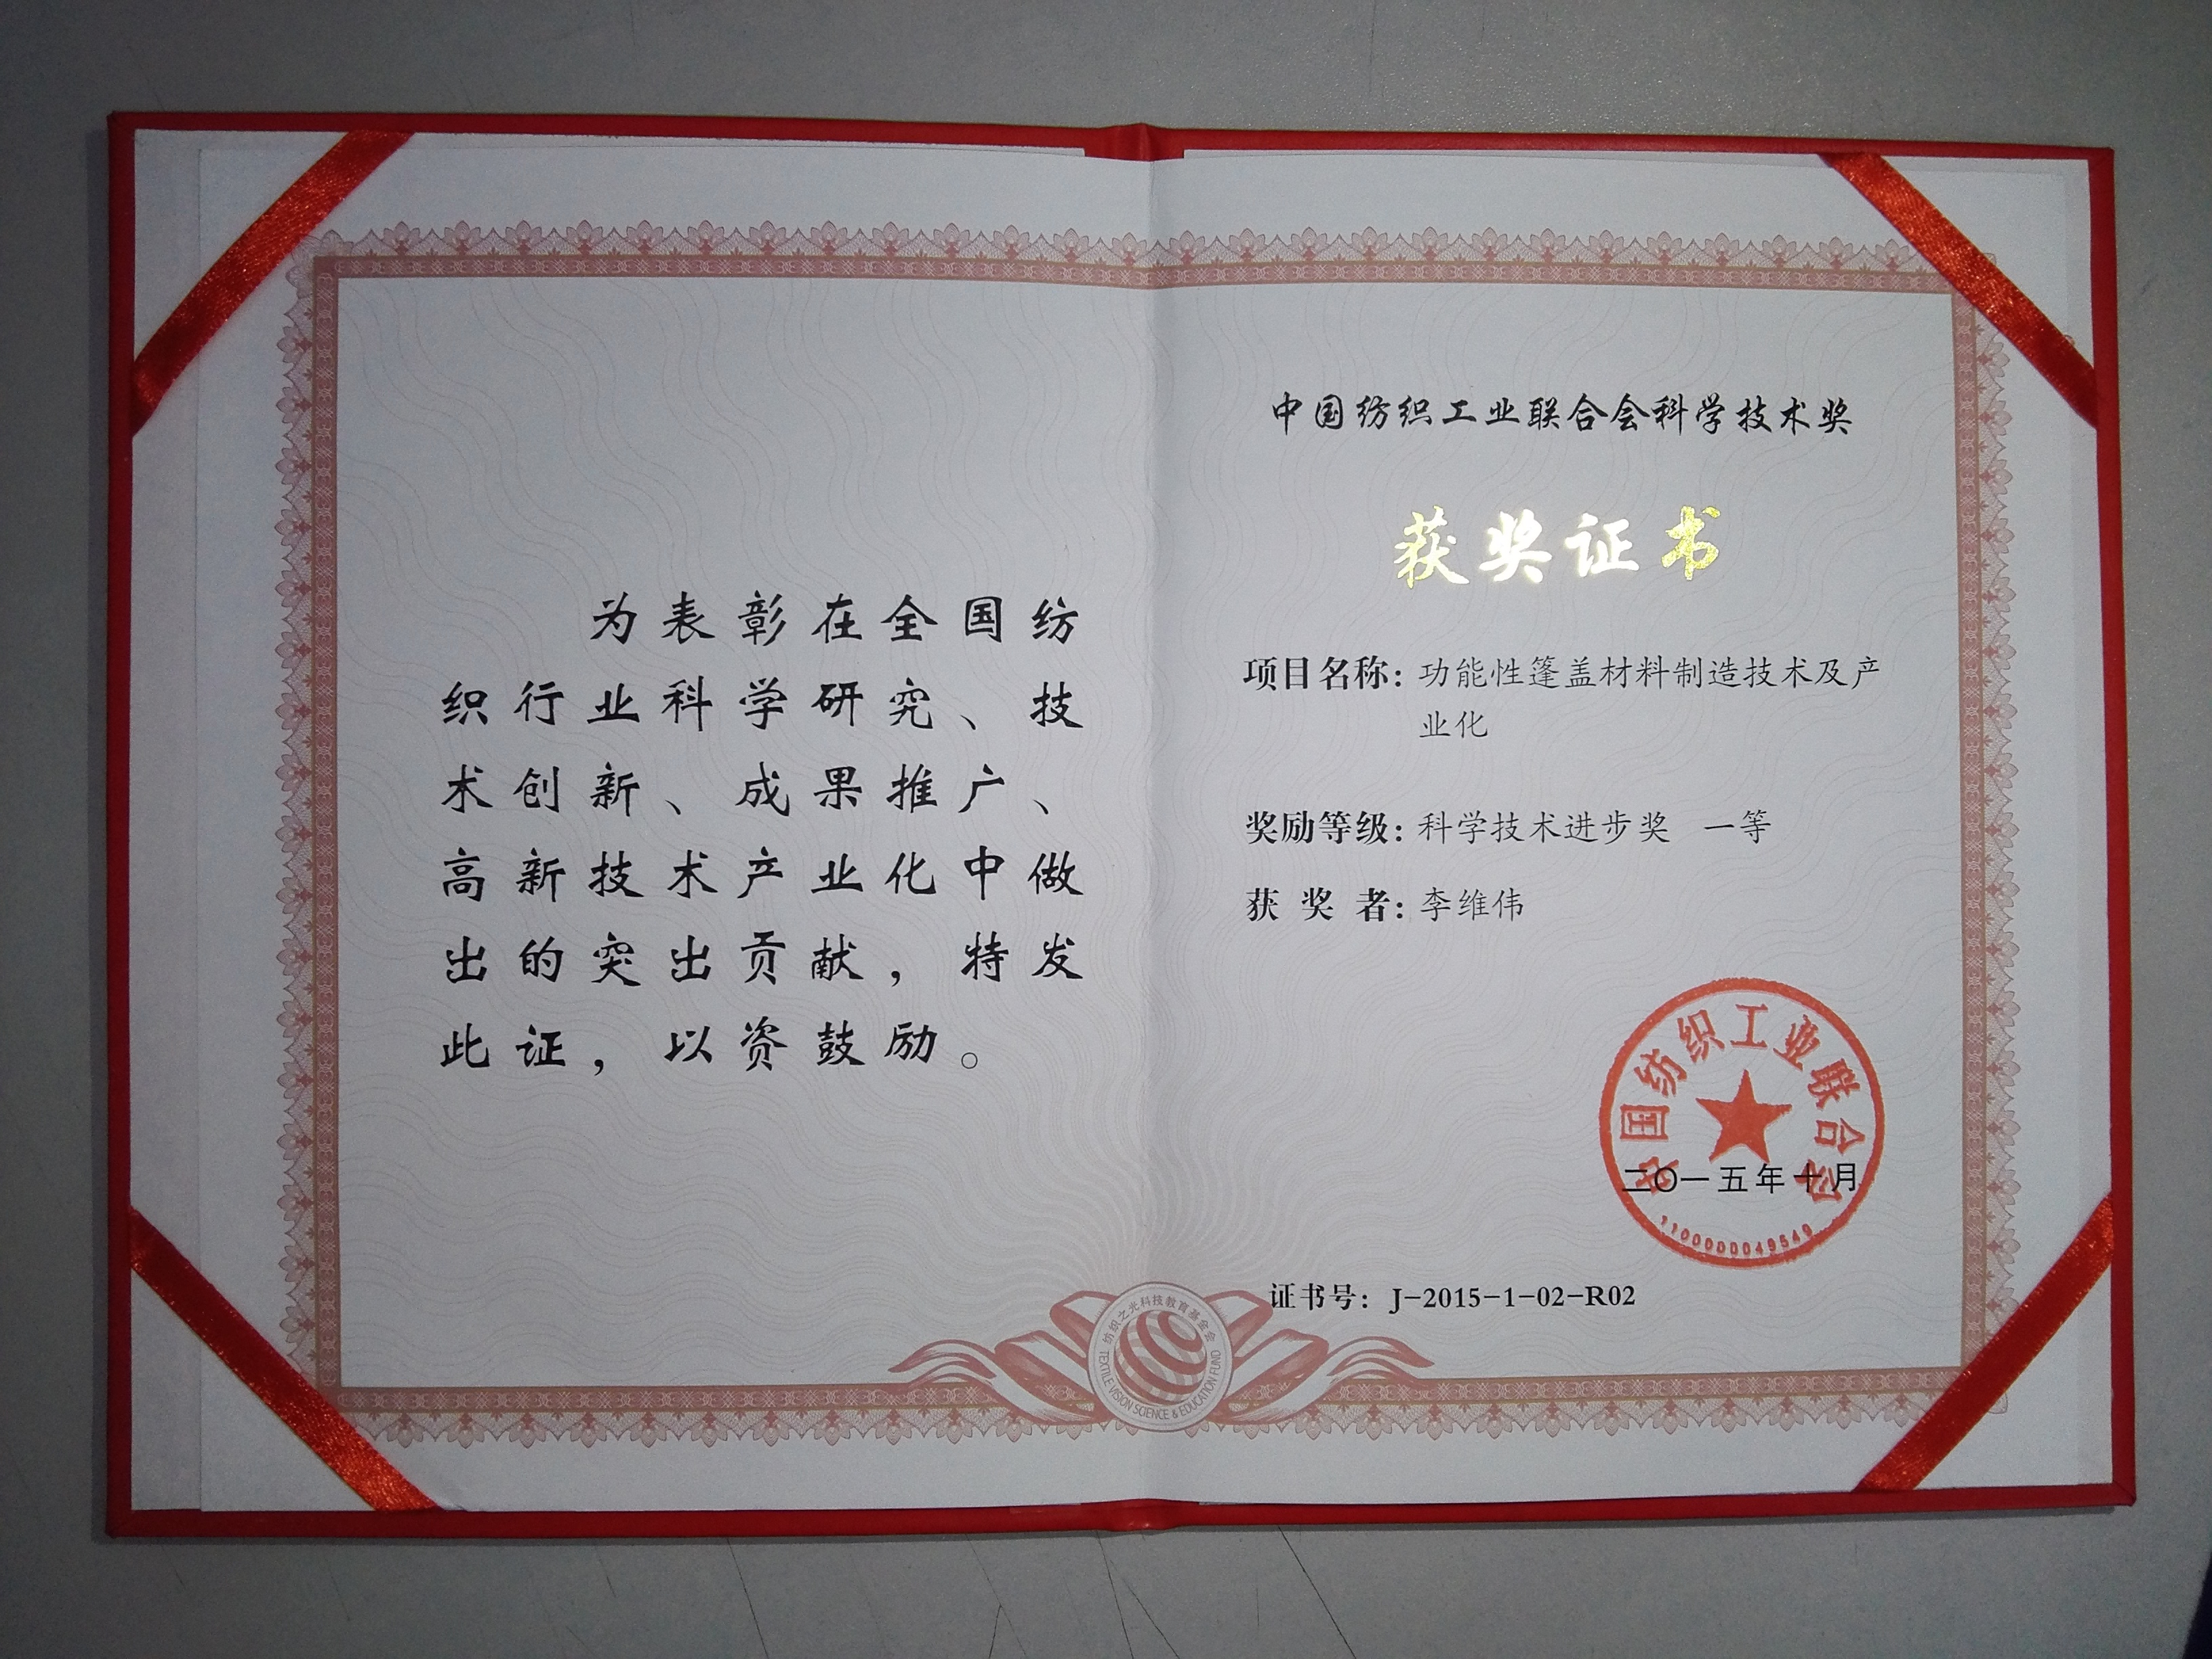 为表彰在全国纺
织行业科学研究、技
术创新、成果推广、
高新技术产业化中做
出的突出贡献，特发
此证，以资鼓励。
中国纺织工业联合会科学技术奖
获奖证书
项目名称：功能性篷盖材料制造技术及产
业化
奖励等级：科学技术进步奖 一等
获奖者：李维伟
中国纺织工业联合会
二〇一五年十月
1100000049549
证书号：J-2015-1-02-R02
纺织之光科技教育基金会
TEXTILE VISION SCIENCE & EDUCATION FUND